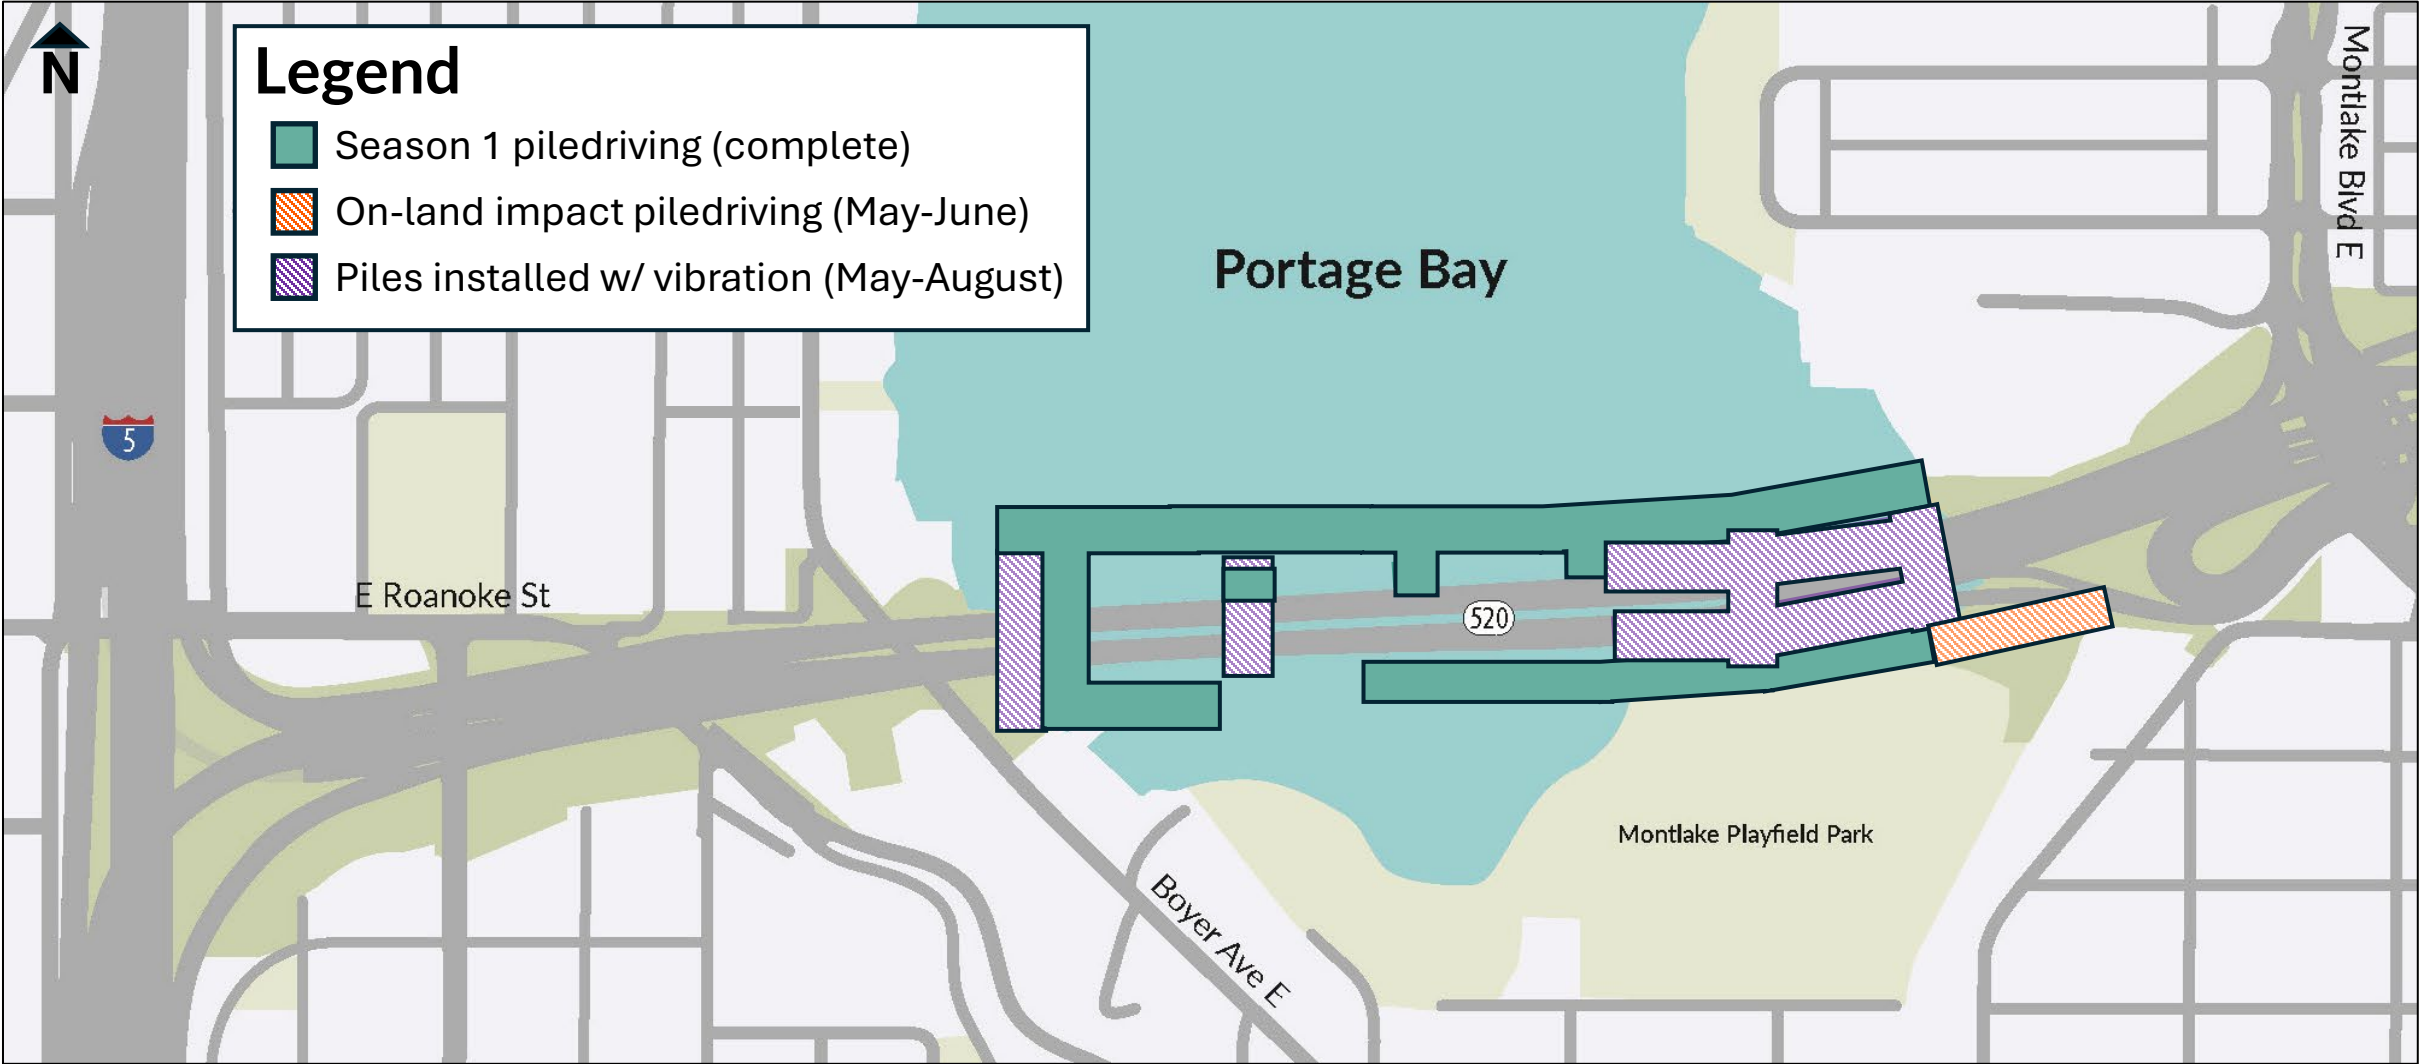 N
Legend
Season 1 piledriving (complete)
On-land impact piledriving (May-June)
Piles installed w/ vibration (May-August)
Montlake Blvd E
Portage Bay
5
E Roanoke St
520
Montlake Playfield Park
Boyer Ave E